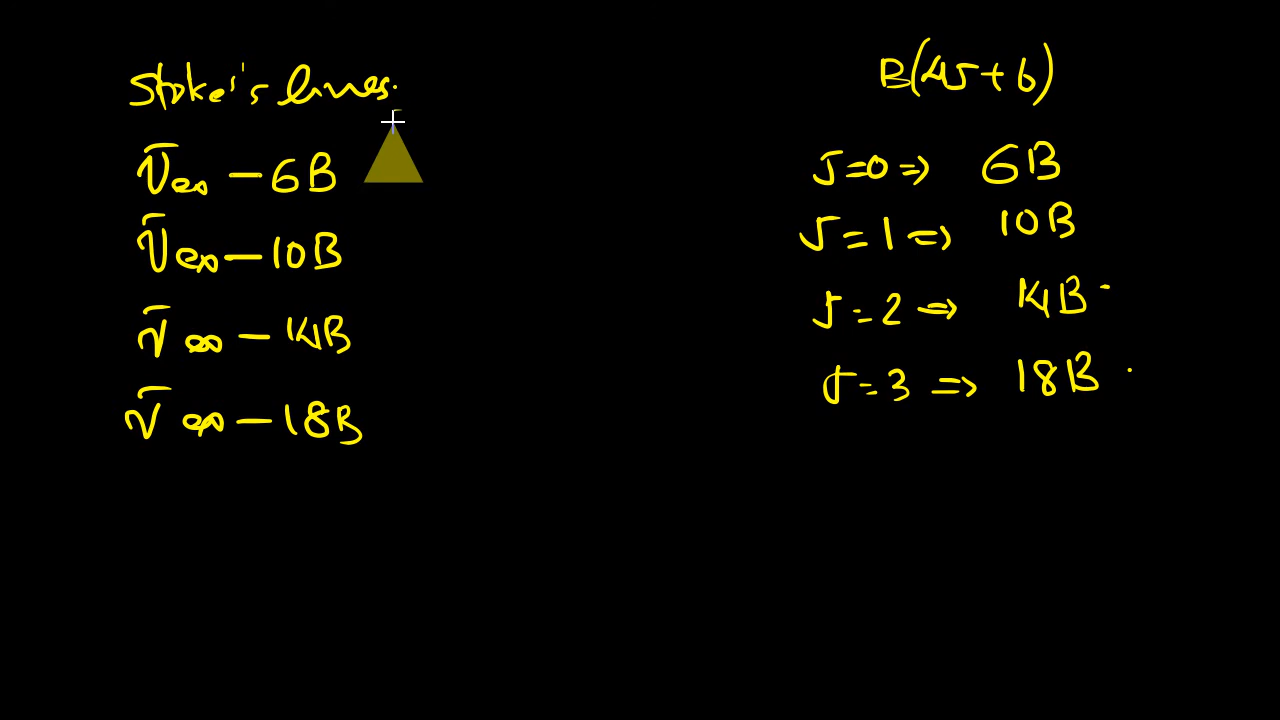 Stoke's lines.
ν̄ex – 6B
ν̄ex – 10B
ν̄ex – 14B
ν̄ex – 18B
B(4J+6)
J=0 ⇒ 6B
J=1 ⇒ 10B
J=2 ⇒ 14B
J=3 ⇒ 18B